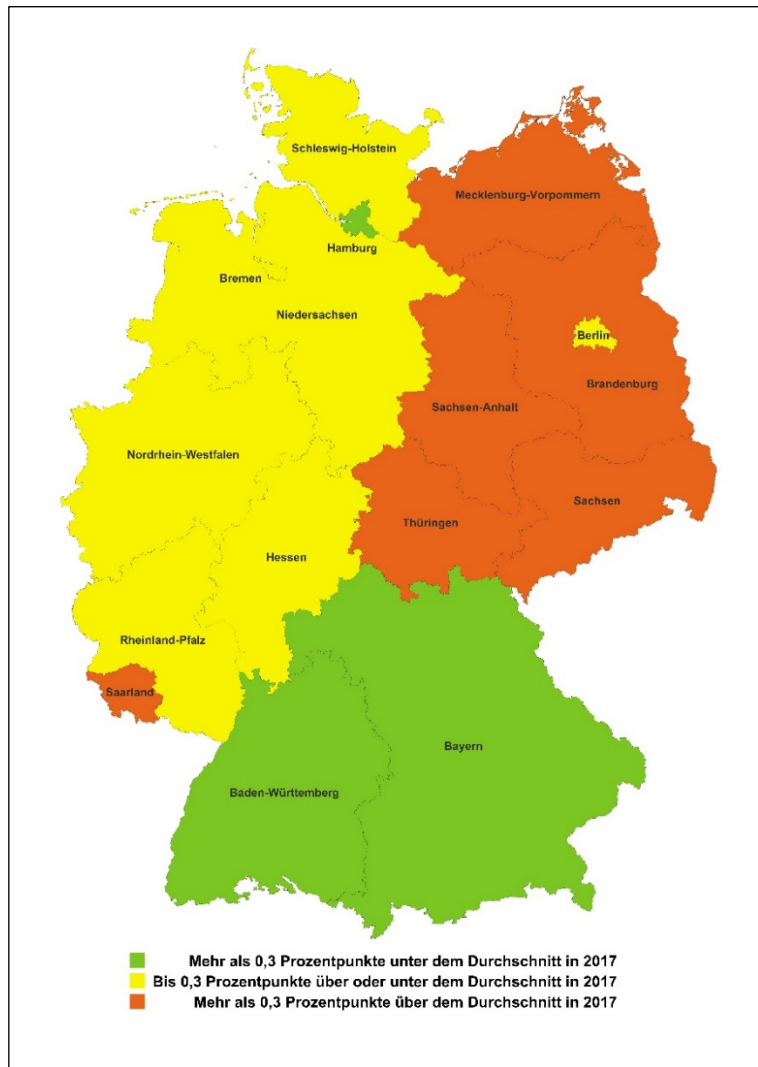 Schleswig-Holstein
Mecklenburg-Vorpommern
Hamburg
Bremen
Niedersachsen
Berlin
Brandenburg
Sachsen-Anhalt
Nordrhein-Westfalen
Sachsen
Thüringen
Hessen
Rheinland-Pfalz
Saarland
Bayern
Baden-Württemberg
Mehr als 0,3 Prozentpunkte unter dem Durchschnitt in 2017
Bis 0,3 Prozentpunkte über oder unter dem Durchschnitt in 2017
Mehr als 0,3 Prozentpunkte über dem Durchschnitt in 2017